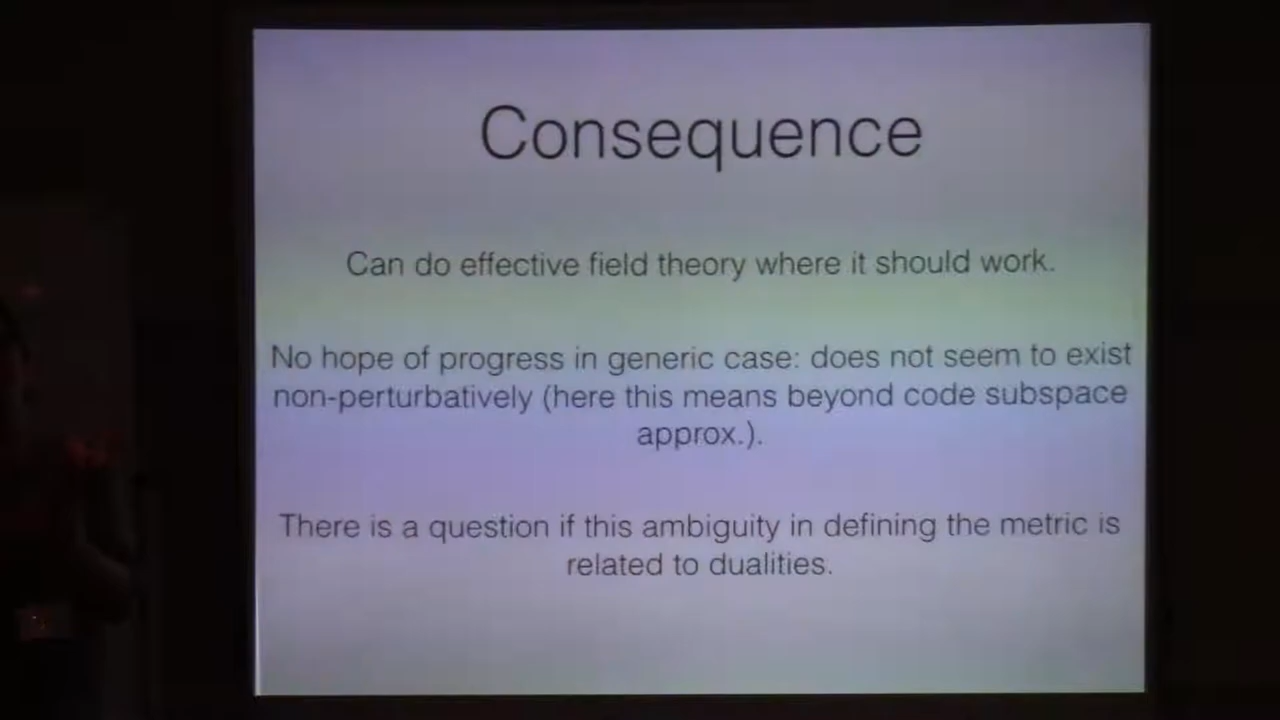 Consequence
Can do effective field theory where it should work.
No hope of progress in generic case: does not seem to exist
non-perturbatively (here this means beyond code subspace
approx.).
There is a question if this ambiguity in defining the metric is
related to dualities.